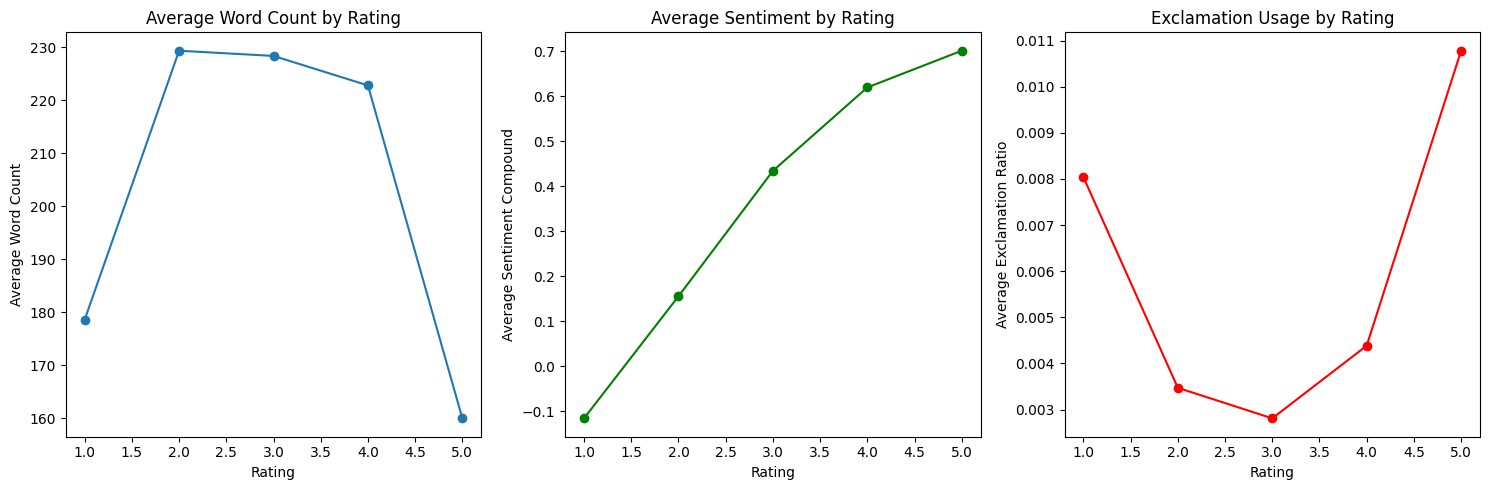 Average Word Count by Rating
Average Word Count
230
220
210
200
190
180
170
160
1.0 1.5 2.0 2.5 3.0 3.5 4.0 4.5 5.0
Rating
Average Sentiment by Rating
Average Sentiment Compound
0.7
0.6
0.5
0.4
0.3
0.2
0.1
0.0
−0.1
1.0 1.5 2.0 2.5 3.0 3.5 4.0 4.5 5.0
Rating
Exclamation Usage by Rating
Average Exclamation Ratio
0.011
0.010
0.009
0.008
0.007
0.006
0.005
0.004
0.003
1.0 1.5 2.0 2.5 3.0 3.5 4.0 4.5 5.0
Rating